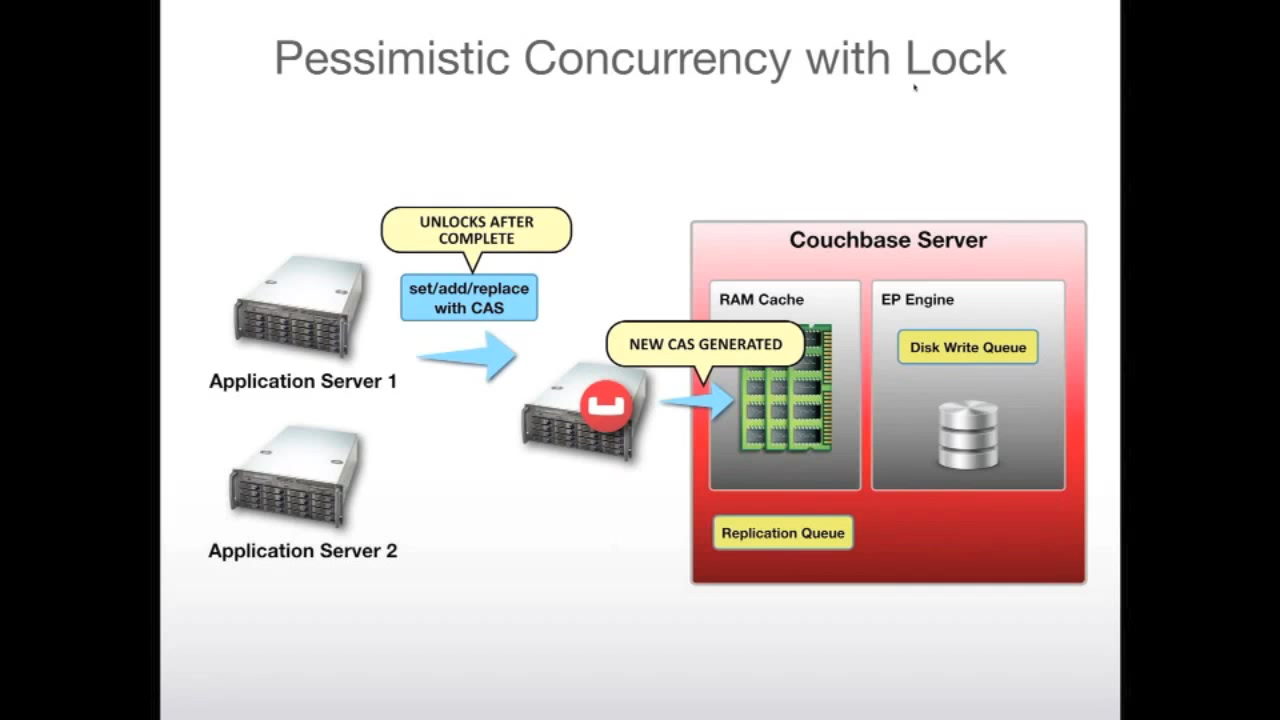 Pessimistic Concurrency with Lock
UNLOCKS AFTER
COMPLETE
set/add/replace
with CAS
Application Server 1
Application Server 2
NEW CAS GENERATED
Couchbase Server
RAM Cache
EP Engine
Disk Write Queue
Replication Queue